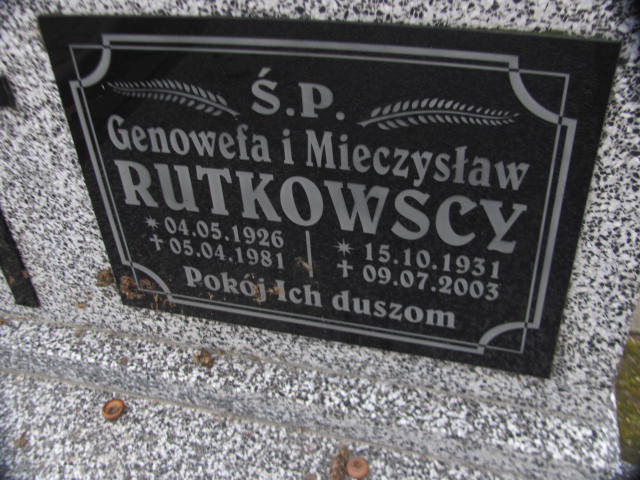 Ś.P.
Genowefa i Mieczysław
RUTKOWSCY
* 04.05.1926 * 15.10.1931
+ 05.04.1981 + 09.07.2003
Pokój Ich duszom